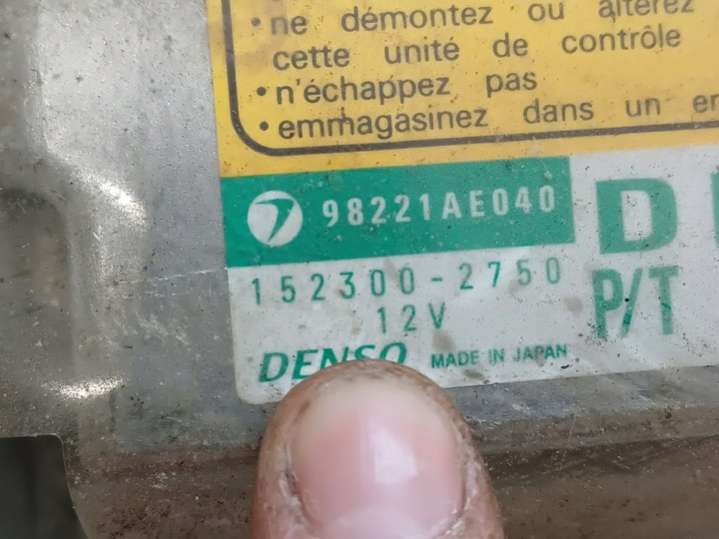 • ne démontez ou altérez
cette unité de contrôle
• n'échappez pas
• emmagasinez dans un
98221AE040
D
152300-2750
P/T
12V
DENSO MADE IN JAPAN